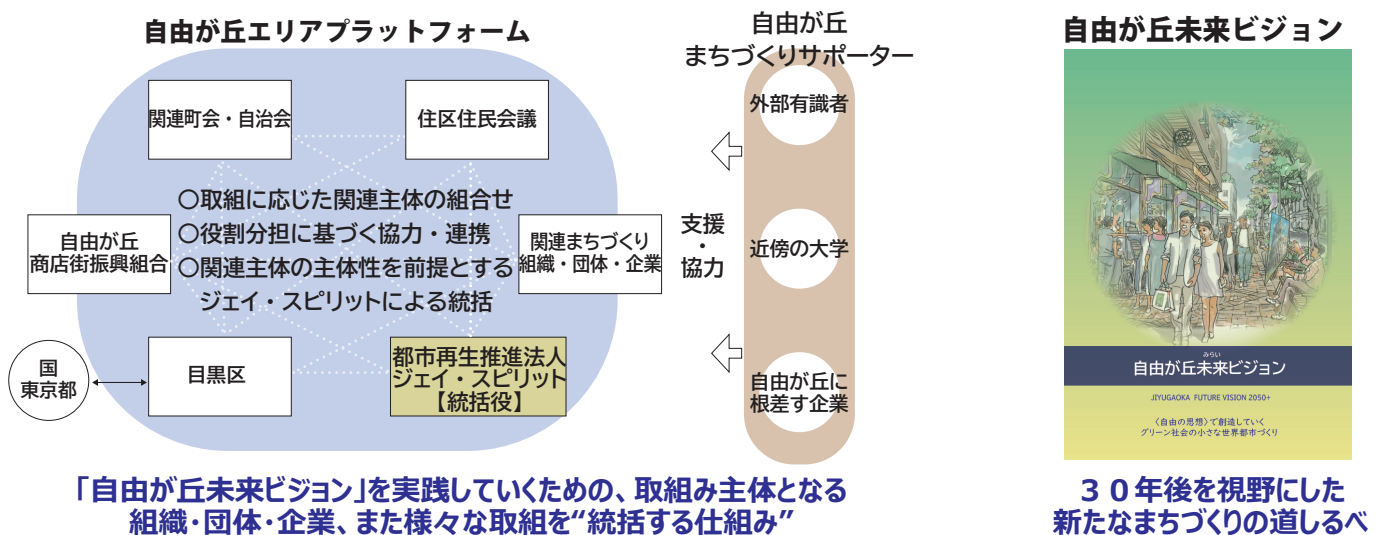 自由が丘エリアプラットフォーム
関連町会・自治会
住区住民会議
○取組に応じた関連主体の組合せ
○役割分担に基づく協力・連携
○関連主体の主体性を前提とする
ジェイ・スピリットによる統括
自由が丘
商店街振興組合
関連まちづくり
組織・団体・企業
国
東京都
目黒区
都市再生推進法人
ジェイ・スピリット
【統括役】
支援
・
協力
自由が丘
まちづくりサポーター
外部有識者
近傍の大学
自由が丘に
根差す企業
「自由が丘未来ビジョン」を実践していくための、取組み主体となる
組織・団体・企業、また様々な取組を“統括する仕組み”
自由が丘未来ビジョン
みらい
自由が丘未来ビジョン
JIYUGAOKA FUTURE VISION 2050+
〈自由の思想〉で創造していく
グリーン社会の小さな世界都市づくり
３０年後を視野にした
新たなまちづくりの道しるべ